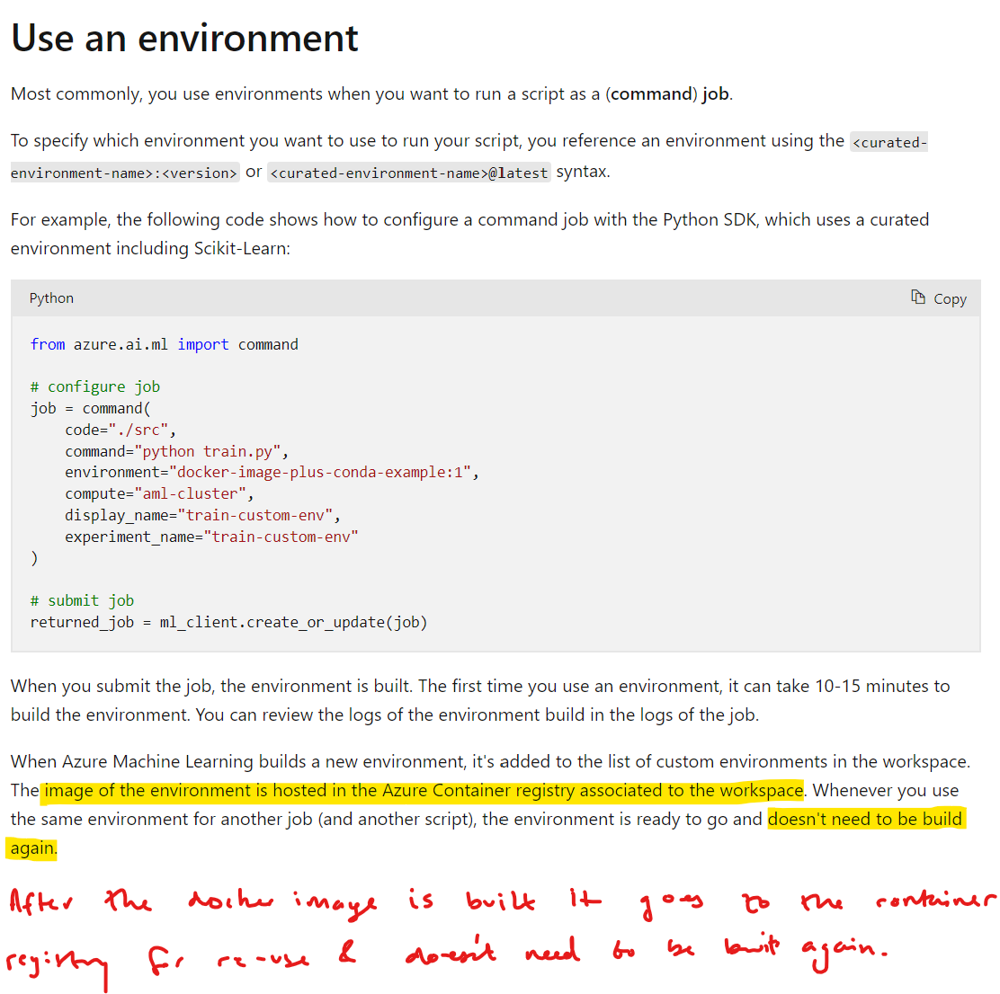 Use an environment
Most commonly, you use environments when you want to run a script as a (command) job.
To specify which environment you want to use to run your script, you reference an environment using the <curated-
environment-name>:<version> or <curated-environment-name>@latest syntax.
For example, the following code shows how to configure a command job with the Python SDK, which uses a curated
environment including Scikit-Learn:
Python Copy
from azure.ai.ml import command
# configure job
job = command(
    code="./src",
    command="python train.py",
    environment="docker-image-plus-conda-example:1",
    compute="aml-cluster",
    display_name="train-custom-env",
    experiment_name="train-custom-env"
)
# submit job
returned_job = ml_client.create_or_update(job)
When you submit the job, the environment is built. The first time you use an environment, it can take 10-15 minutes to
build the environment. You can review the logs of the environment build in the logs of the job.
When Azure Machine Learning builds a new environment, it's added to the list of custom environments in the workspace.
The image of the environment is hosted in the Azure Container registry associated to the workspace. Whenever you use
the same environment for another job (and another script), the environment is ready to go and doesn't need to be build
again.
After the docker image is built it goes to the container
registry for re-use & doesn't need to be built again.